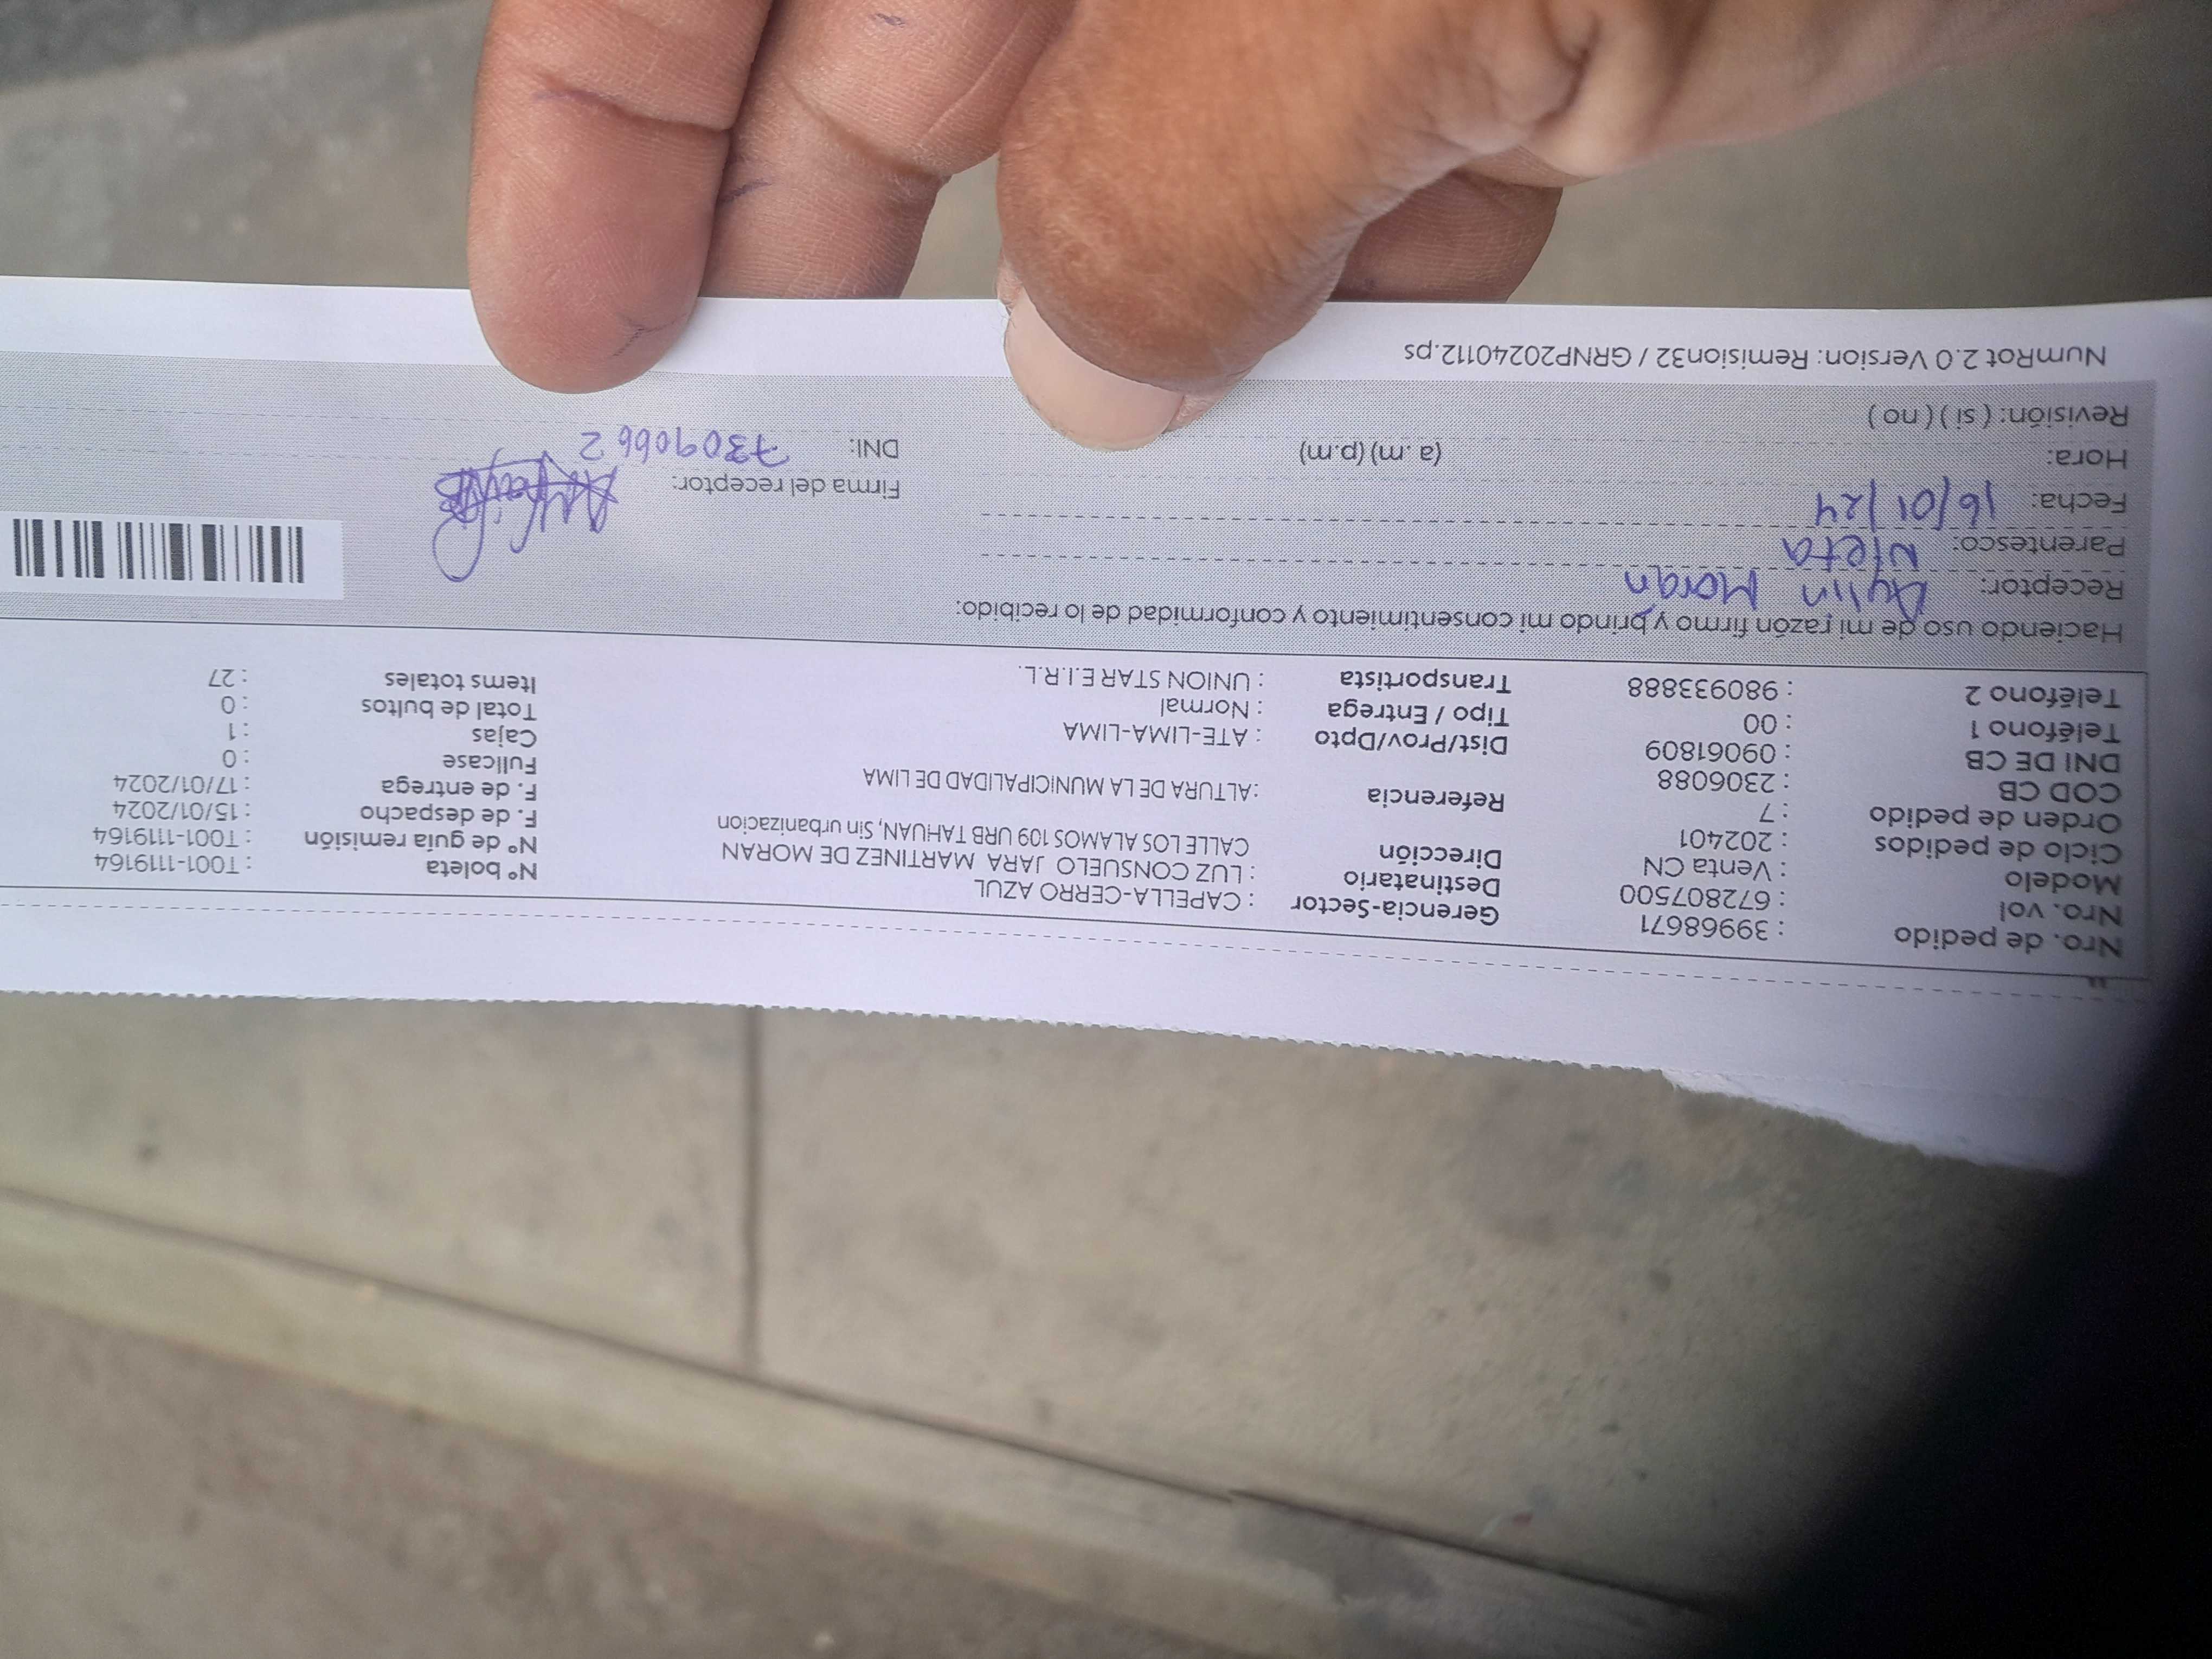 Nro. de pedido : 39968671 Gerencia-Sector : CAPELLA-CERRO AZUL Nº boleta : T001-1119164
Nro. vol : 672807500 Destinatario : LUZ CONSUELO JARA MARTINEZ DE MORAN Nº de guía remisión : T001-1119164
Modelo : Venta CN Dirección CALLE LOS ALAMOS 109 URB TAHUAN, Sin urbanizacion F. de despacho : 15/01/2024
Ciclo de pedidos : 202401 F. de entrega : 17/01/2024
Orden de pedido : 7 Referencia : ALTURA DE LA MUNICIPALIDAD DE LIMA Fullcase : 0
COD CB : 2306088 Cajas : 1
DNI DE CB : 09061809 Dist/Prov/Dpto : ATE-LIMA-LIMA Total de bultos : 0
Teléfono 1 : 00 Tipo / Entrega : Normal Items totales : 27
Teléfono 2 : 980933888 Transportista : UNION STAR E.I.R.L.
Haciendo uso de mi razón firmo y brindo mi consentimiento y conformidad de lo recibido:
Receptor: Aylin Moran
Parentesco: Nieta
Fecha: 16/01/24 Firma del receptor:
Hora: (a .m) (p.m) DNI: 73090662
Revisión: ( si ) ( no )
NumRot 2.0 Version: Remision32 / GRNP20240112.ps